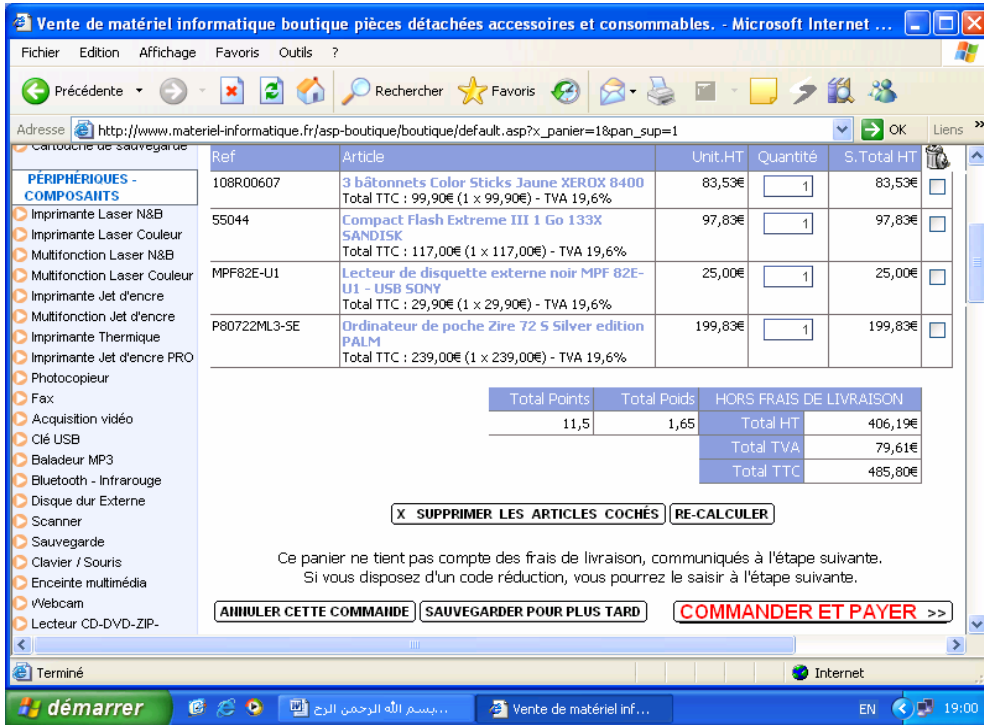 Vente de matériel informatique boutique pièces détachées accessoires et consommables. - Microsoft Internet ...
Fichier Edition Affichage Favoris Outils ?
Précédente Rechercher Favoris
Adresse http://www.materiel-informatique.fr/asp-boutique/boutique/default.asp?x_panier=1&pan_sup=1 OK Liens »
Cartouche de sauvegarde
PÉRIPHÉRIQUES -
COMPOSANTS
Imprimante Laser N&B
Imprimante Laser Couleur
Multifonction Laser N&B
Multifonction Laser Couleur
Imprimante Jet d'encre
Multifonction Jet d'encre
Imprimante Thermique
Imprimante Jet d'encre PRO
Photocopieur
Fax
Acquisition vidéo
Clé USB
Baladeur MP3
Bluetooth - Infrarouge
Disque dur Externe
Scanner
Sauvegarde
Clavier / Souris
Enceinte multimédia
Webcam
Lecteur CD-DVD-ZIP-
Ref Article Unit.HT Quantité S.Total HT
108R00607 3 bâtonnets Color Sticks Jaune XEROX 8400 83,53€ 1 83,53€
Total TTC : 99,90€ (1 x 99,90€) - TVA 19,6%
55044 Compact Flash Extreme III 1 Go 133X 97,83€ 1 97,83€
SANDISK
Total TTC : 117,00€ (1 x 117,00€) - TVA 19,6%
MPF82E-U1 Lecteur de disquette externe noir MPF 82E- 25,00€ 1 25,00€
U1 - USB SONY
Total TTC : 29,90€ (1 x 29,90€) - TVA 19,6%
P80722ML3-SE Ordinateur de poche Zire 72 S Silver edition 199,83€ 1 199,83€
PALM
Total TTC : 239,00€ (1 x 239,00€) - TVA 19,6%
Total Points Total Poids HORS FRAIS DE LIVRAISON
11,5 1,65 Total HT 406,19€
Total TVA 79,61€
Total TTC 485,80€
X SUPPRIMER LES ARTICLES COCHÉS RE-CALCULER
Ce panier ne tient pas compte des frais de livraison, communiqués à l'étape suivante.
Si vous disposez d'un code réduction, vous pourrez le saisir à l'étape suivante.
ANNULER CETTE COMMANDE SAUVEGARDER POUR PLUS TARD COMMANDER ET PAYER >>
Terminé Internet
démarrer بسم الله الرحمن الرح... Vente de matériel inf... EN 19:00